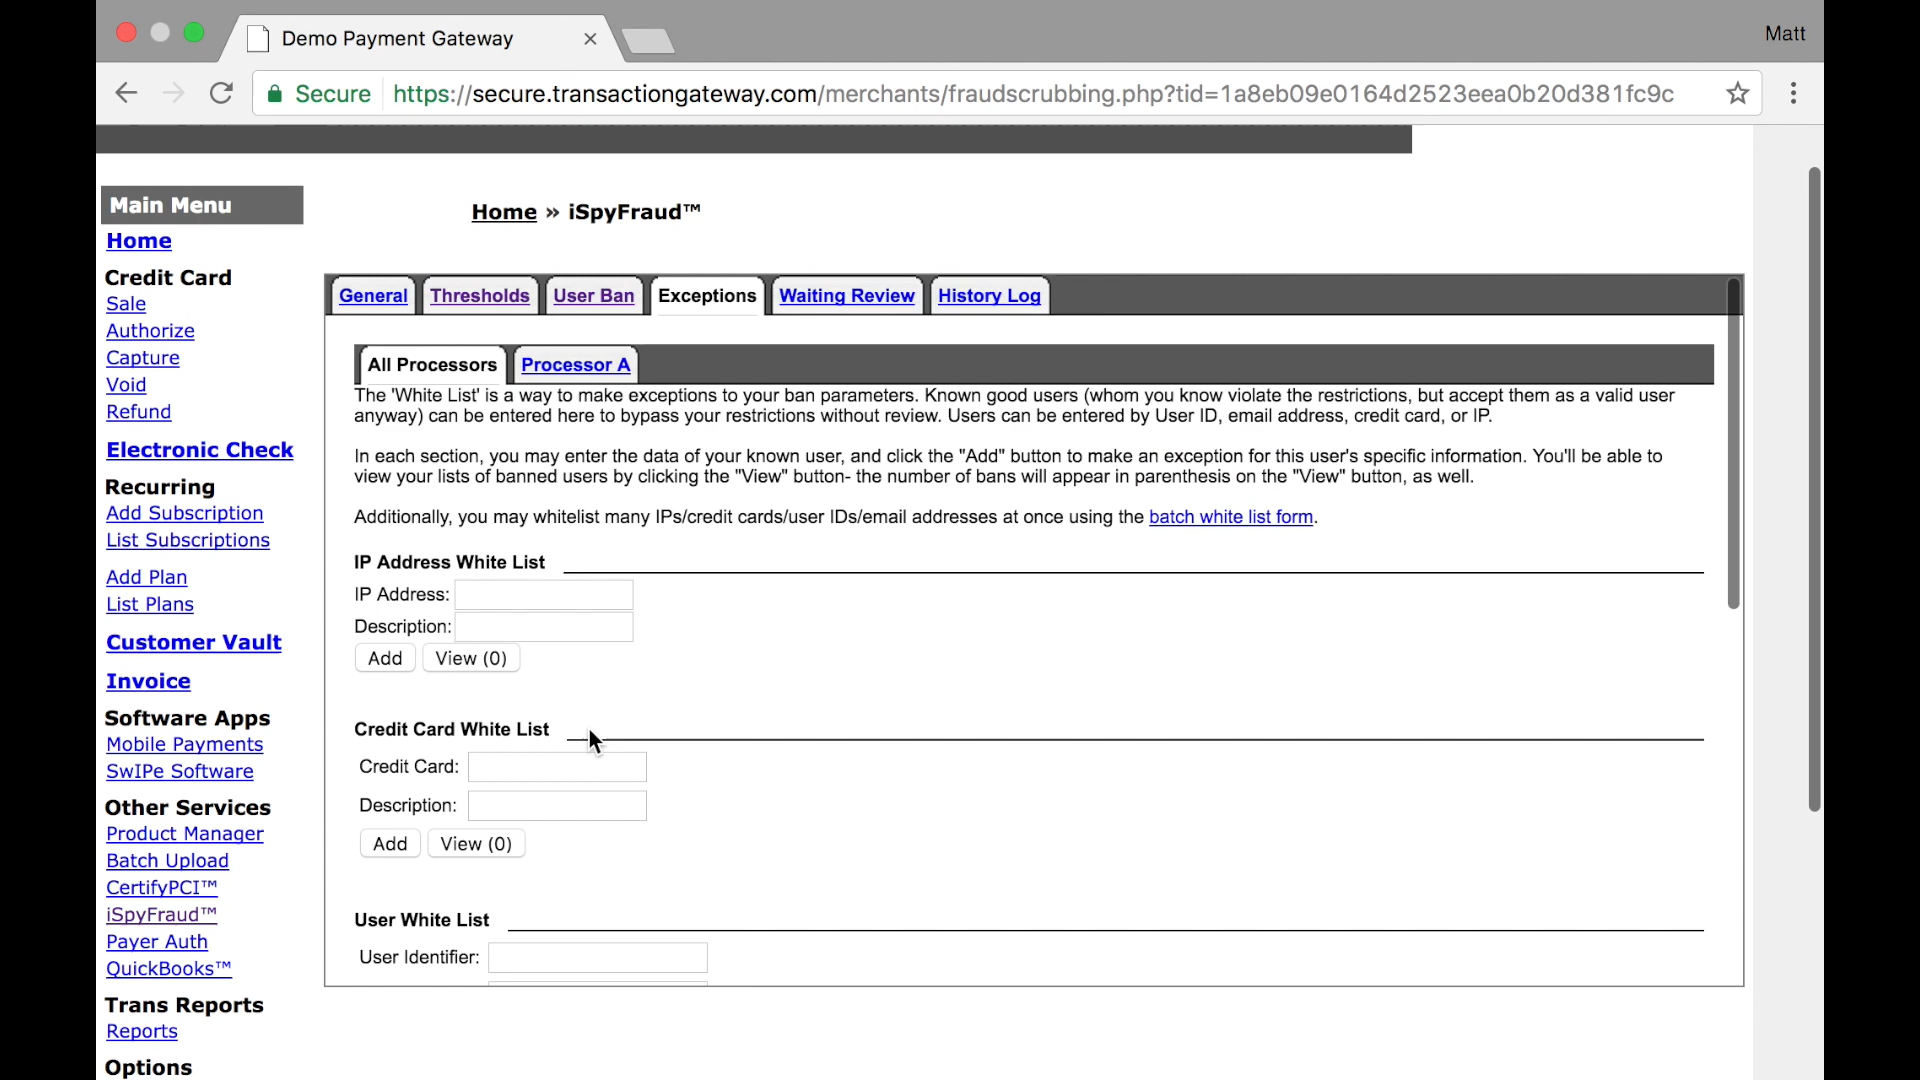 Demo Payment Gateway
Matt
Secure https://secure.transactiongateway.com/merchants/fraudscrubbing.php?tid=1a8eb09e0164d2523eea0b20d381fc9c
Main Menu
Home
Credit Card
Sale
Authorize
Capture
Void
Refund
Electronic Check
Recurring
Add Subscription
List Subscriptions
Add Plan
List Plans
Customer Vault
Invoice
Software Apps
Mobile Payments
SwIPe Software
Other Services
Product Manager
Batch Upload
CertifyPCI™
iSpyFraud™
Payer Auth
QuickBooks™
Trans Reports
Reports
Options
Home » iSpyFraud™
General Thresholds User Ban Exceptions Waiting Review History Log
All Processors Processor A
The 'White List' is a way to make exceptions to your ban parameters. Known good users (whom you know violate the restrictions, but accept them as a valid user
anyway) can be entered here to bypass your restrictions without review. Users can be entered by User ID, email address, credit card, or IP.
In each section, you may enter the data of your known user, and click the "Add" button to make an exception for this user's specific information. You'll be able to
view your lists of banned users by clicking the "View" button- the number of bans will appear in parenthesis on the "View" button, as well.
Additionally, you may whitelist many IPs/credit cards/user IDs/email addresses at once using the batch white list form.
IP Address White List
IP Address:
Description:
Add View (0)
Credit Card White List
Credit Card:
Description:
Add View (0)
User White List
User Identifier: